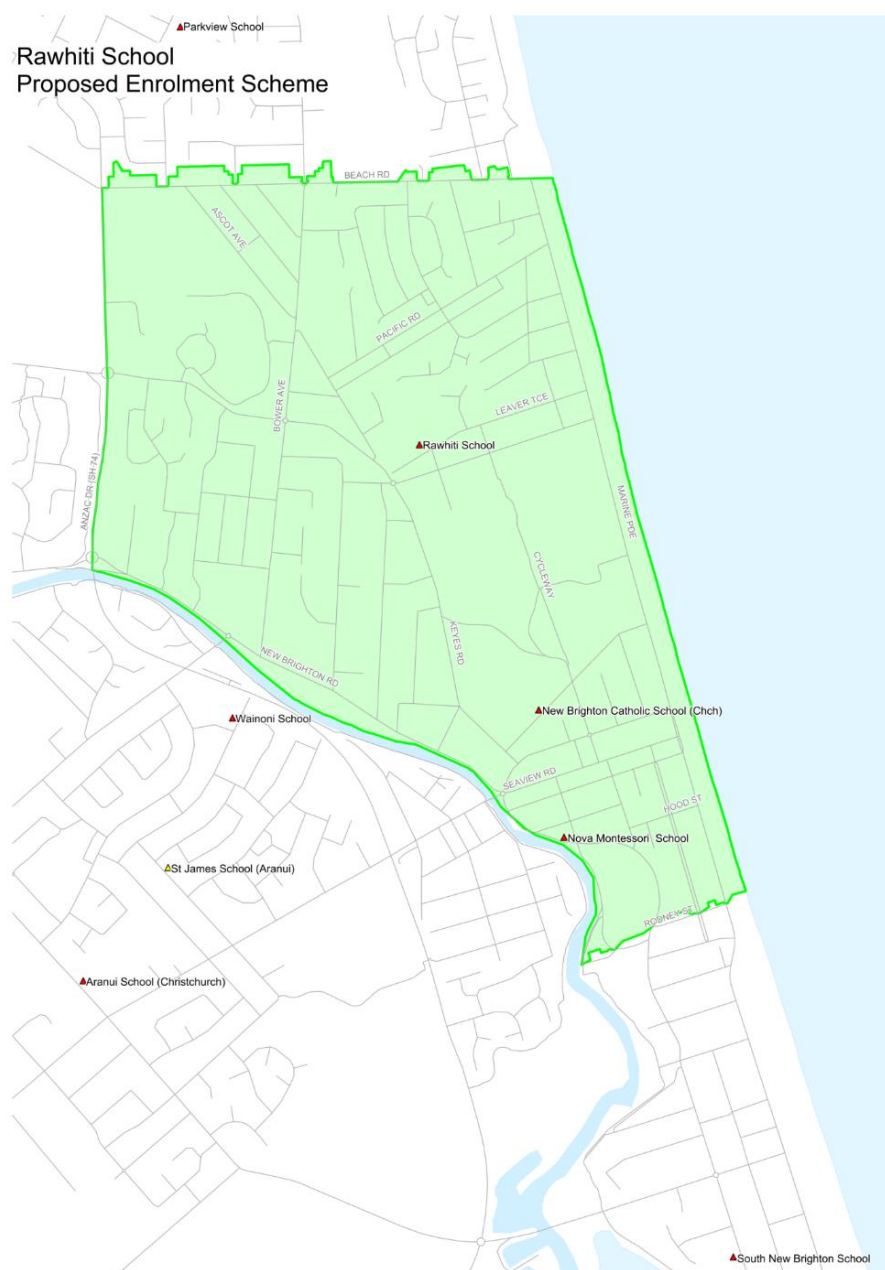 Parkview School
Rawhiti School
Proposed Enrolment Scheme
BEACH RD
ASCOT AVE
PACIFIC RD
BOWER AVE
LEAVER TCE
Rawhiti School
ANZAC DR (SH 74)
MARINE PDE
CYCLEWAY
KEYES RD
NEW BRIGHTON RD
New Brighton Catholic School (Chch)
Wainoni School
SEAVIEW RD
HOOD ST
Nova Montessori School
St James School (Aranui)
RODNEY ST
Aranui School (Christchurch)
South New Brighton School